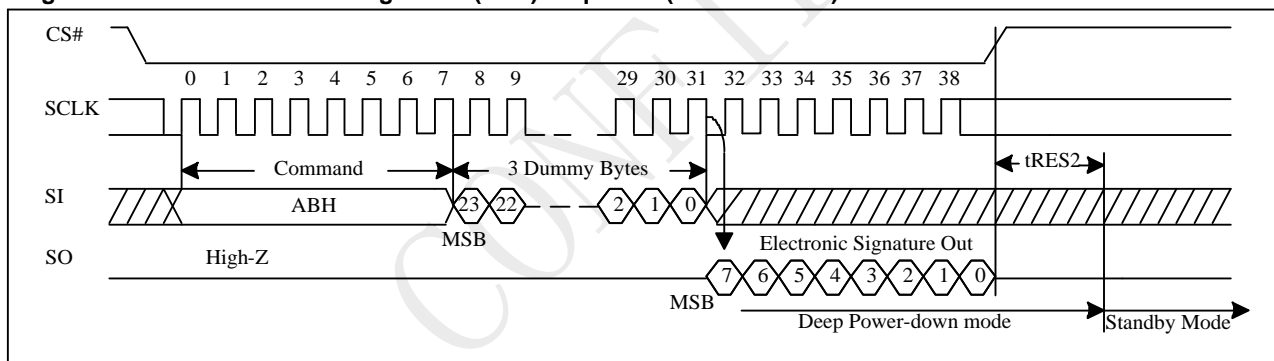 CS#
0 1 2 3 4 5 6 7 8 9 29 30 31 32 33 34 35 36 37 38
SCLK
Command 3 Dummy Bytes tRES2
SI ABH 23 22 2 1 0
MSB
Electronic Signature Out
SO High-Z
7 6 5 4 3 2 1 0
MSB
Deep Power-down mode Standby Mode